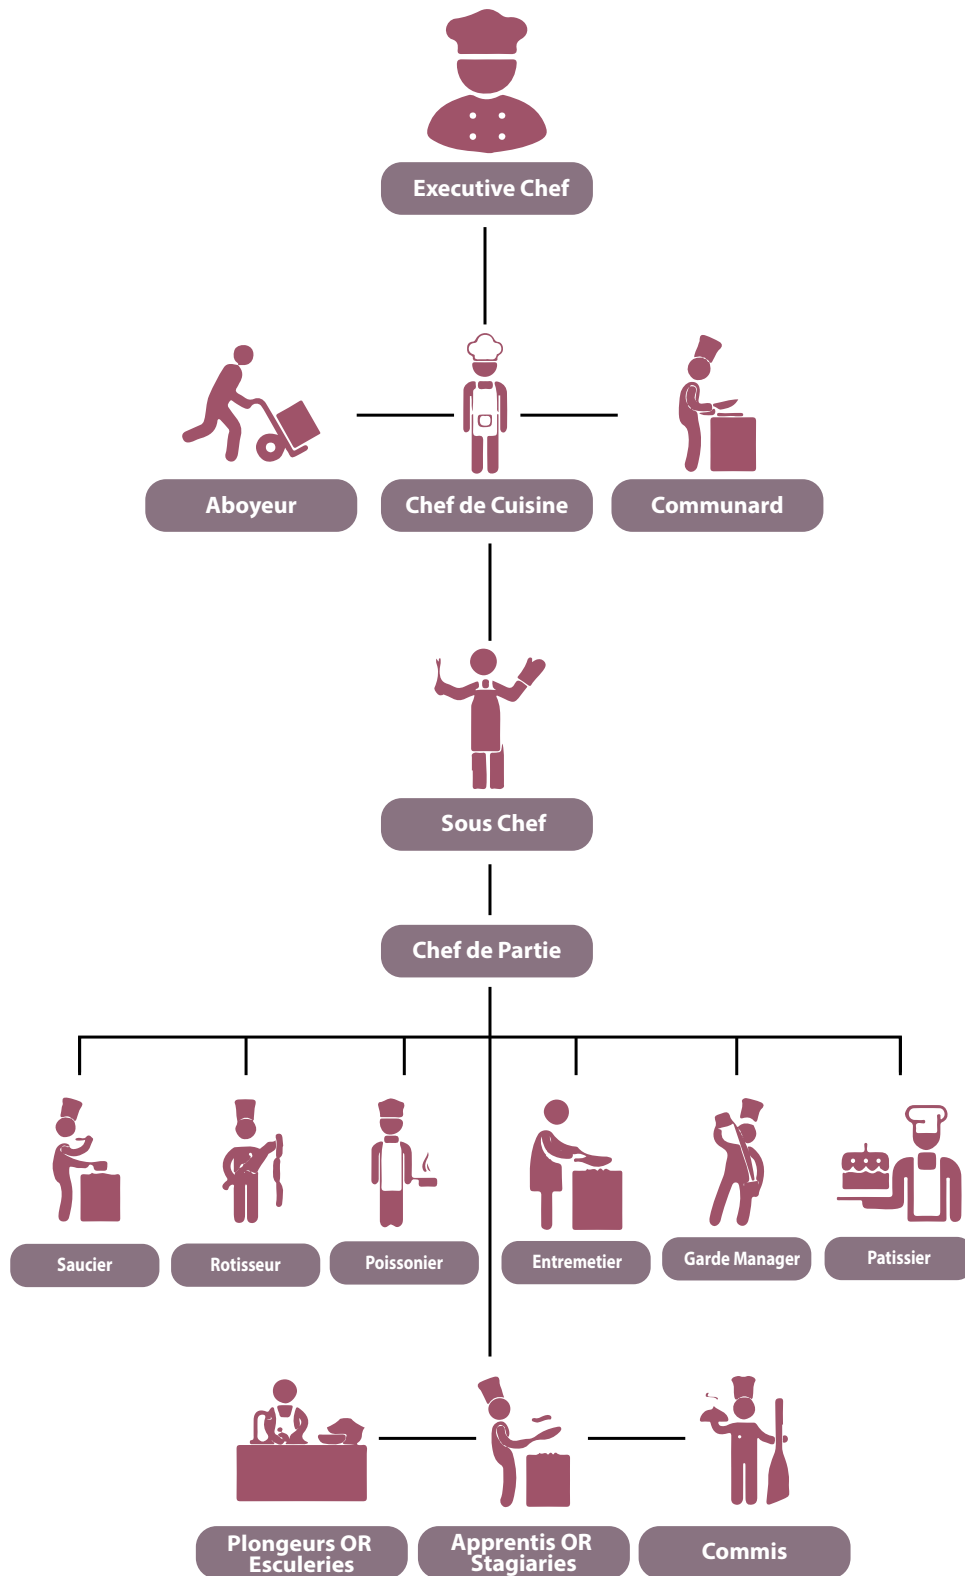 Executive Chef
Aboyeur
Chef de Cuisine
Communard
Sous Chef
Chef de Partie
Saucier
Rotisseur
Poissonier
Entremetier
Garde Manager
Patissier
Plongeurs OR
Esculeries
Apprentis OR
Stagiaries
Commis